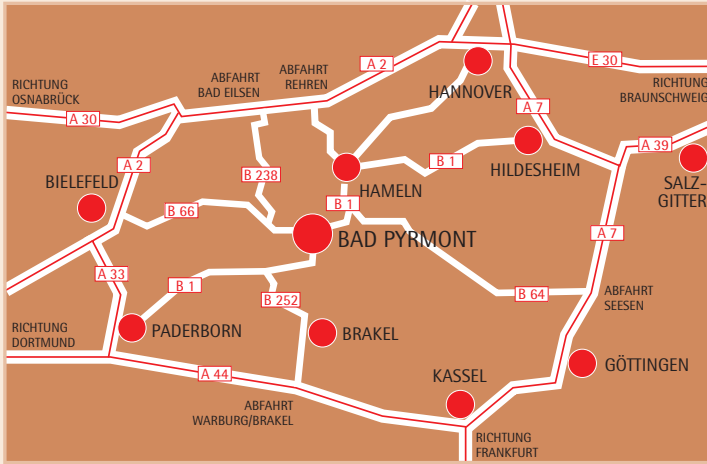 A 2
E 30
ABFAHRT
REHREN
ABFAHRT
BAD EILSEN
RICHTUNG
OSNABRÜCK
HANNOVER
RICHTUNG
BRAUNSCHWEIG
A 7
A 30
A 39
A 2
B 1
HILDESHEIM
B 238
BIELEFELD
HAMELN
SALZ-
GITTER
B 1
B 66
A 7
BAD PYRMONT
A 33
B 1
B 252
B 64
ABFAHRT
SEESEN
RICHTUNG
DORTMUND
PADERBORN
BRAKEL
A 44
KASSEL
GÖTTINGEN
ABFAHRT
WARBURG/BRAKEL
RICHTUNG
FRANKFURT